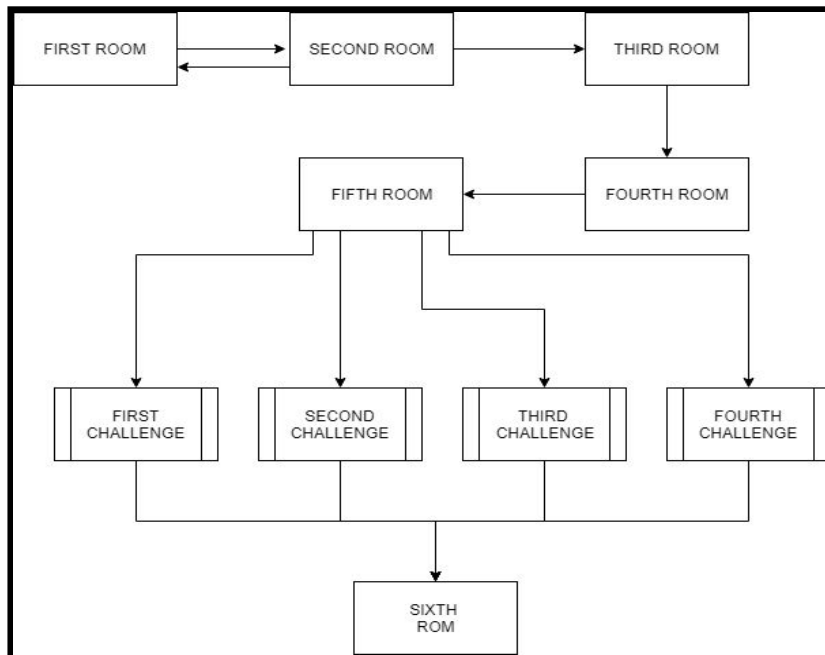 FIRST ROOM
SECOND ROOM
THIRD ROOM
FIFTH ROOM
FOURTH ROOM
FIRST
CHALLENGE
SECOND
CHALLENGE
THIRD
CHALLENGE
FOURTH
CHALLENGE
SIXTH
ROM